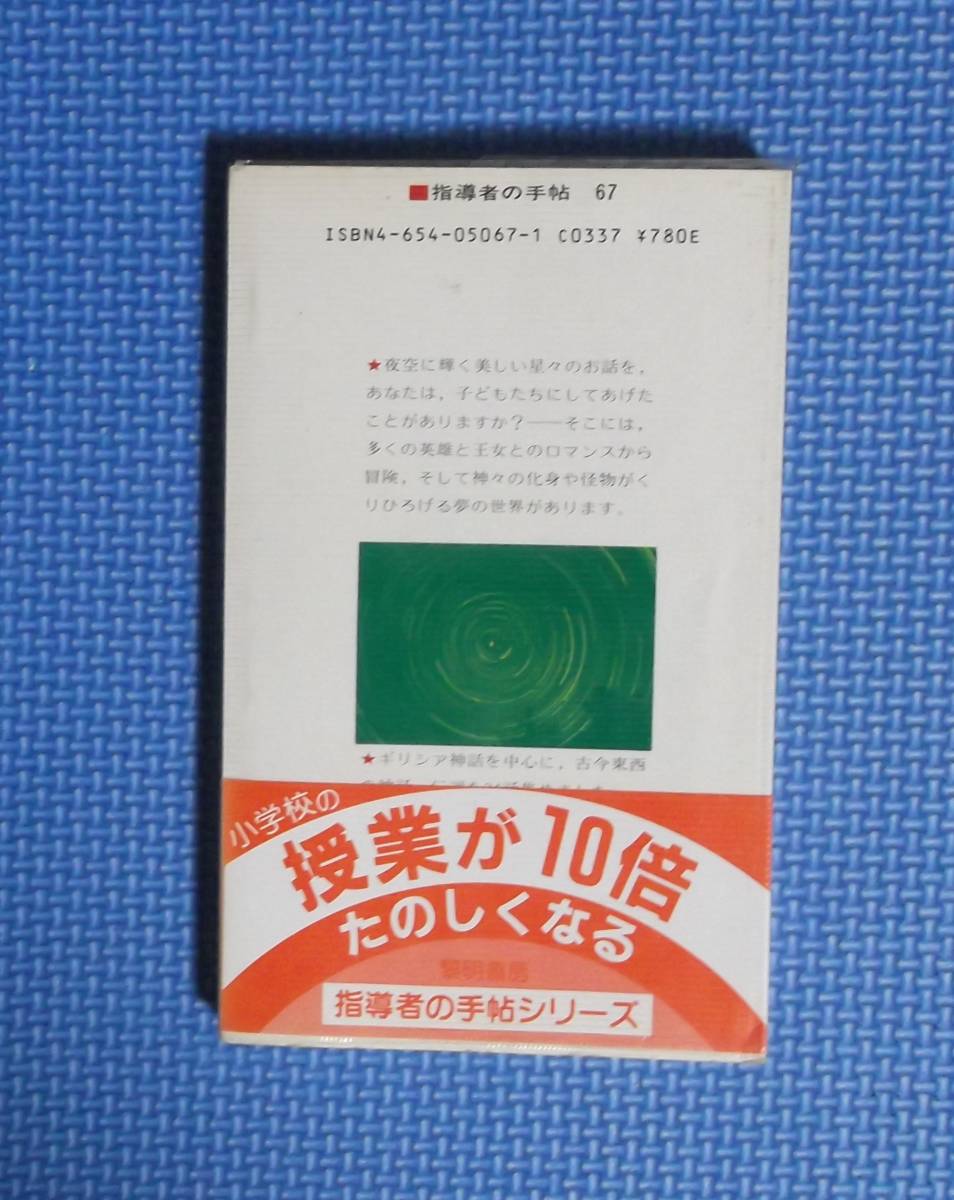 ■指導者の手帖 67
ISBN4-654-05067-1 C0337 ¥780E
★夜空に輝く美しい星々のお話を，
あなたは，子どもたちにしてあげた
ことがありますか？――そこには，
多くの英雄と王女とのロマンスから
冒険，そして神々の化身や怪物がく
りひろげる夢の世界があります。
★ギリシア神話を中心に，古今東西
小学校の
授業が10倍
たのしくなる
黎明書房
指導者の手帖シリーズ